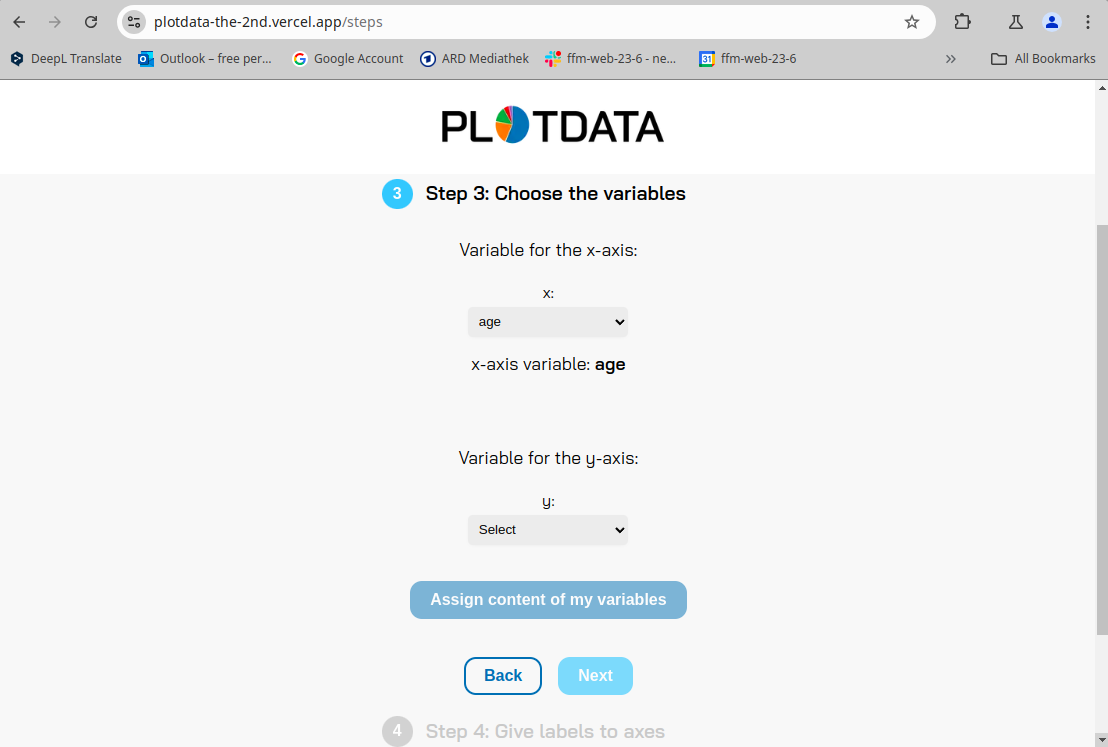 plotdata-the-2nd.vercel.app/steps
DeepL Translate Outlook – free per... Google Account ARD Mediathek ffm-web-23-6 - ne... 31 ffm-web-23-6 » All Bookmarks
PLOTDATA
3 Step 3: Choose the variables
Variable for the x-axis:
x:
age
x-axis variable: age
Variable for the y-axis:
y:
Select
Assign content of my variables
Back Next
4 Step 4: Give labels to axes